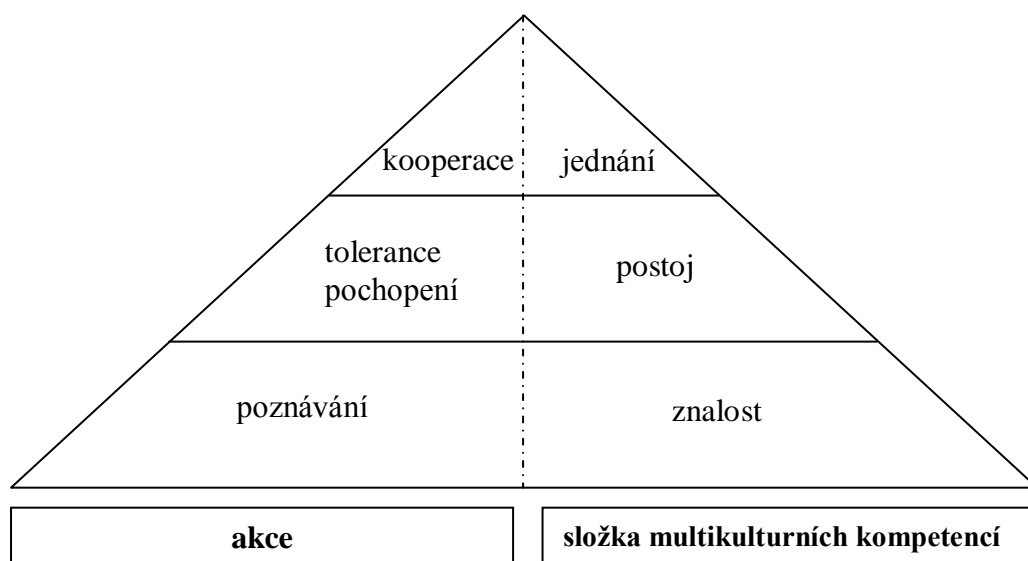 kooperace
jednání
tolerance
pochopení
postoj
poznávání
znalost
akce
složka multikulturních kompetencí